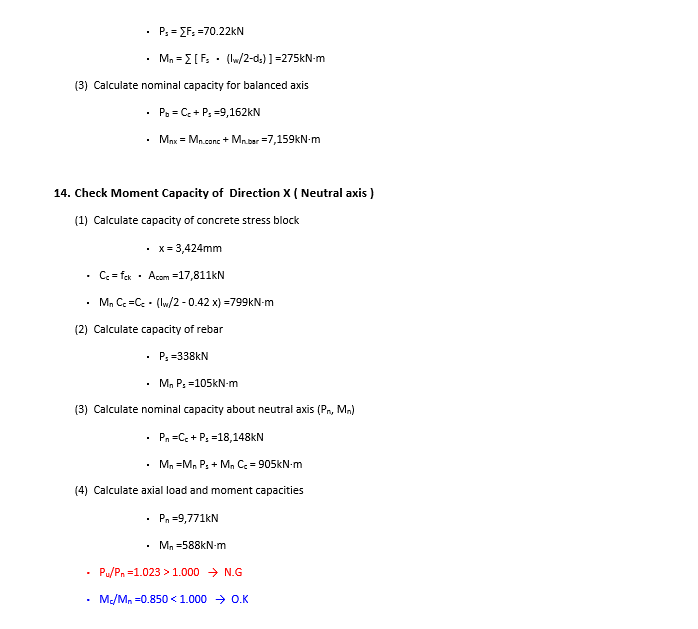 · Pₛ = ∑Fₛ =70.22kN
· Mₙ = ∑ [ Fₛ · (l_w/2-dₛ) ] =275kN·m
(3) Calculate nominal capacity for balanced axis
· P_b = C_c + Pₛ =9,162kN
· Mₙₓ = M_n.conc + M_n.bar =7,159kN·m
14. Check Moment Capacity of Direction X ( Neutral axis )
(1) Calculate capacity of concrete stress block
· x = 3,424mm
· C_c = f_ck · A_com =17,811kN
· Mₙ C_c =C_c · (l_w/2 - 0.42 x) =799kN·m
(2) Calculate capacity of rebar
· Pₛ =338kN
· Mₙ Pₛ =105kN·m
(3) Calculate nominal capacity about neutral axis (Pₙ, Mₙ)
· Pₙ =C_c + Pₛ =18,148kN
· Mₙ =Mₙ Pₛ + Mₙ C_c = 905kN·m
(4) Calculate axial load and moment capacities
· Pₙ =9,771kN
· Mₙ =588kN·m
· Pᵤ/Pₙ =1.023 > 1.000 → N.G
· M_c/Mₙ =0.850 < 1.000 → O.K